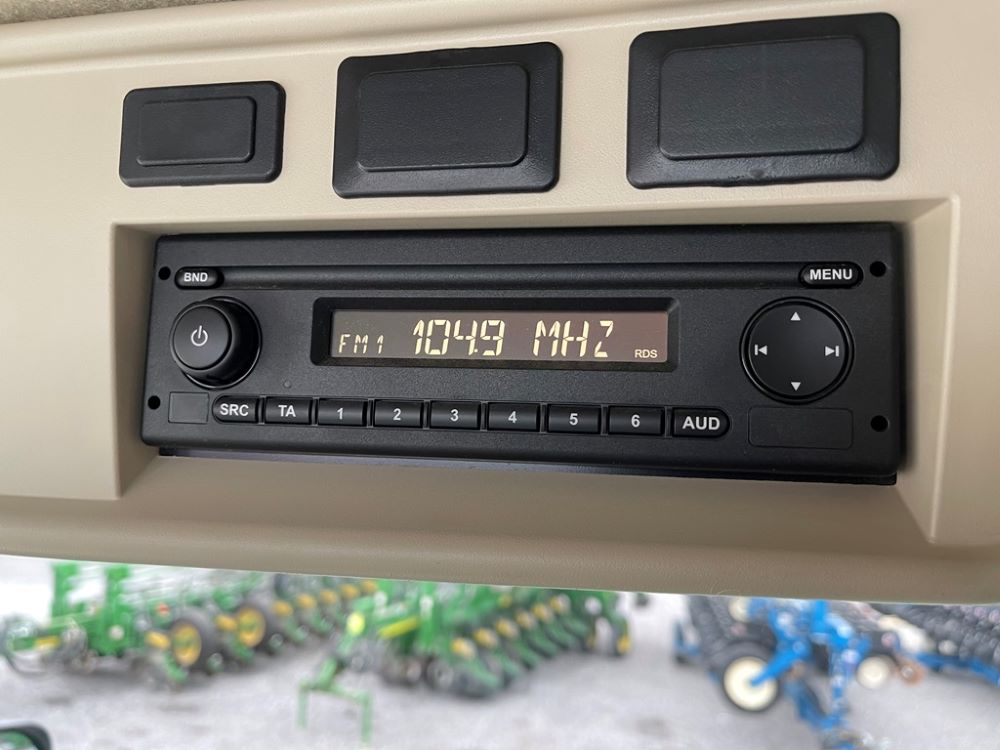 BND
MENU
FM1 104.9 MHZ RDS
SRC TA 1 2 3 4 5 6 AUD